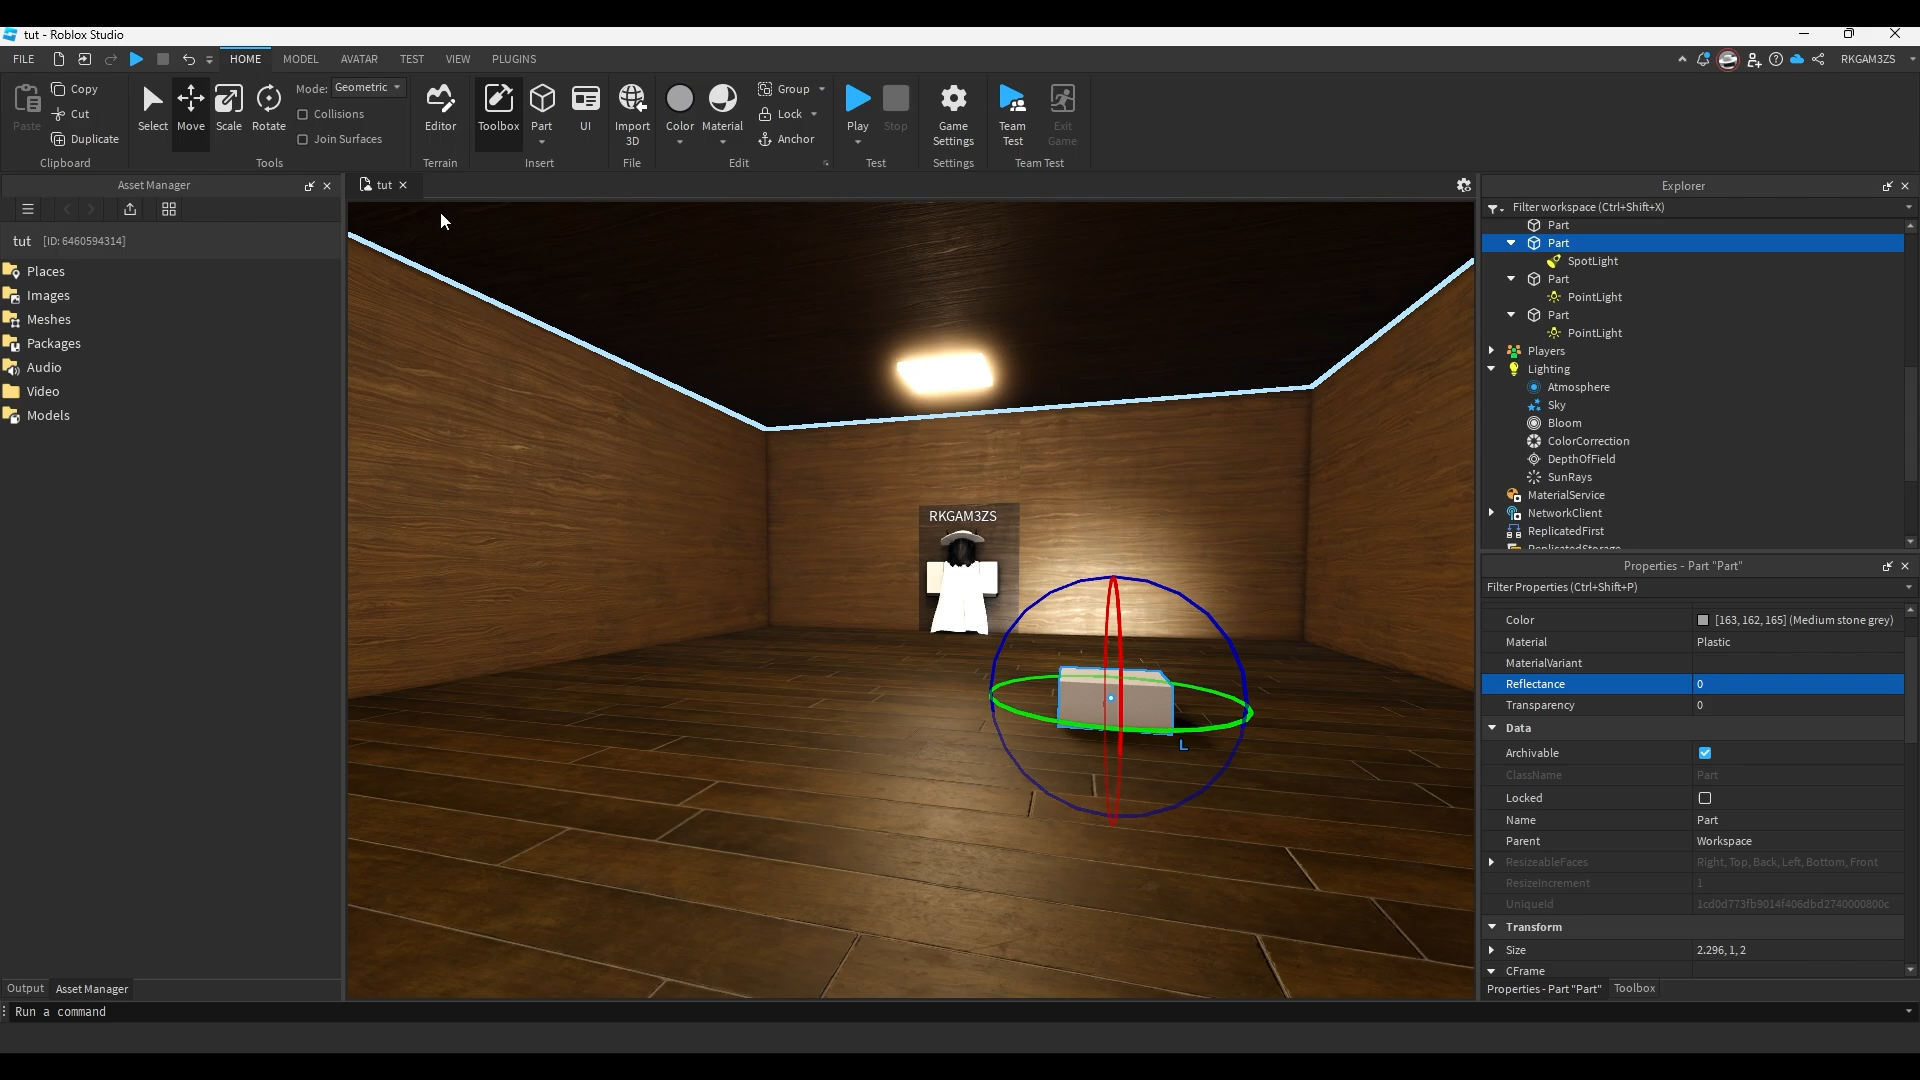 tut - Roblox Studio
FILE HOME MODEL AVATAR TEST VIEW PLUGINS RKGAM3ZS
Paste Copy Cut Duplicate
Select Move Scale Rotate
Mode: Geometric
Collisions
Join Surfaces
Editor
Toolbox Part UI
Import 3D
Color Material
Group
Lock
Anchor
Play Stop
Game Settings
Team Test
Exit Game
Clipboard Tools Terrain Insert File Edit Test Settings Team Test
Asset Manager
tut [ID: 6460594314]
Places
Images
Meshes
Packages
Audio
Video
Models
Output Asset Manager
tut
RKGAM3ZS
L
Explorer
Filter workspace (Ctrl+Shift+X)
Part
Part
SpotLight
Part
PointLight
Part
PointLight
Players
Lighting
Atmosphere
Sky
Bloom
ColorCorrection
DepthOfField
SunRays
MaterialService
NetworkClient
ReplicatedFirst
ReplicatedStorage
Properties - Part "Part"
Filter Properties (Ctrl+Shift+P)
Color [163, 162, 165] (Medium stone grey)
Material Plastic
MaterialVariant
Reflectance 0
Transparency 0
Data
Archivable
ClassName Part
Locked
Name Part
Parent Workspace
ResizeableFaces Right, Top, Back, Left, Bottom, Front
ResizeIncrement 1
UniqueId 1cd0d773fb9014f406dbd2740000800c
Transform
Size 2.296, 1, 2
CFrame
Properties - Part "Part" Toolbox
Run a command